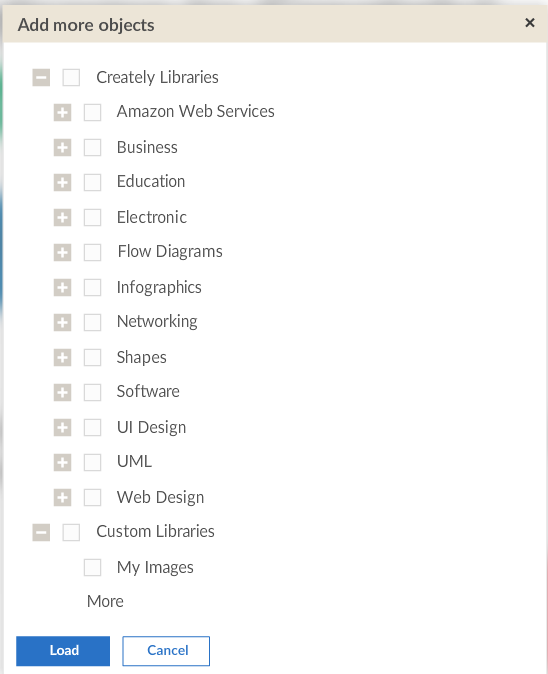 Add more objects ×
Creately Libraries
Amazon Web Services
Business
Education
Electronic
Flow Diagrams
Infographics
Networking
Shapes
Software
UI Design
UML
Web Design
Custom Libraries
My Images
More
Load Cancel